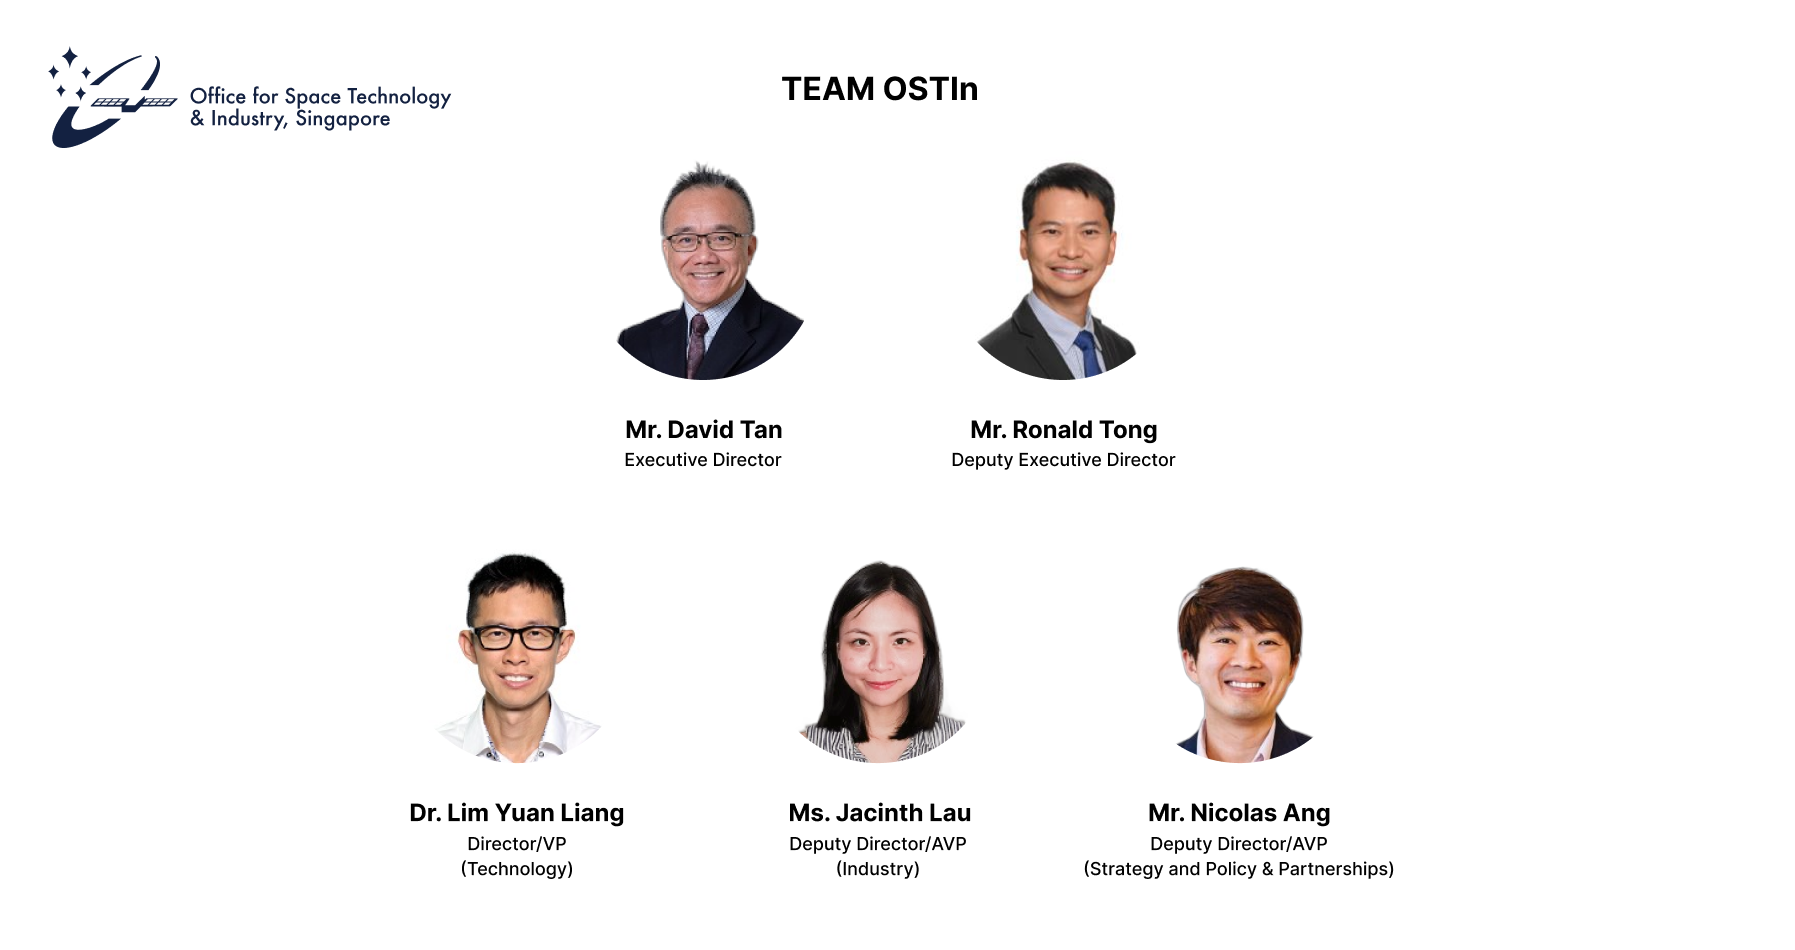 Office for Space Technology
& Industry, Singapore
TEAM OSTIn
Mr. David Tan
Executive Director
Mr. Ronald Tong
Deputy Executive Director
Dr. Lim Yuan Liang
Director/VP
(Technology)
Ms. Jacinth Lau
Deputy Director/AVP
(Industry)
Mr. Nicolas Ang
Deputy Director/AVP
(Strategy and Policy & Partnerships)